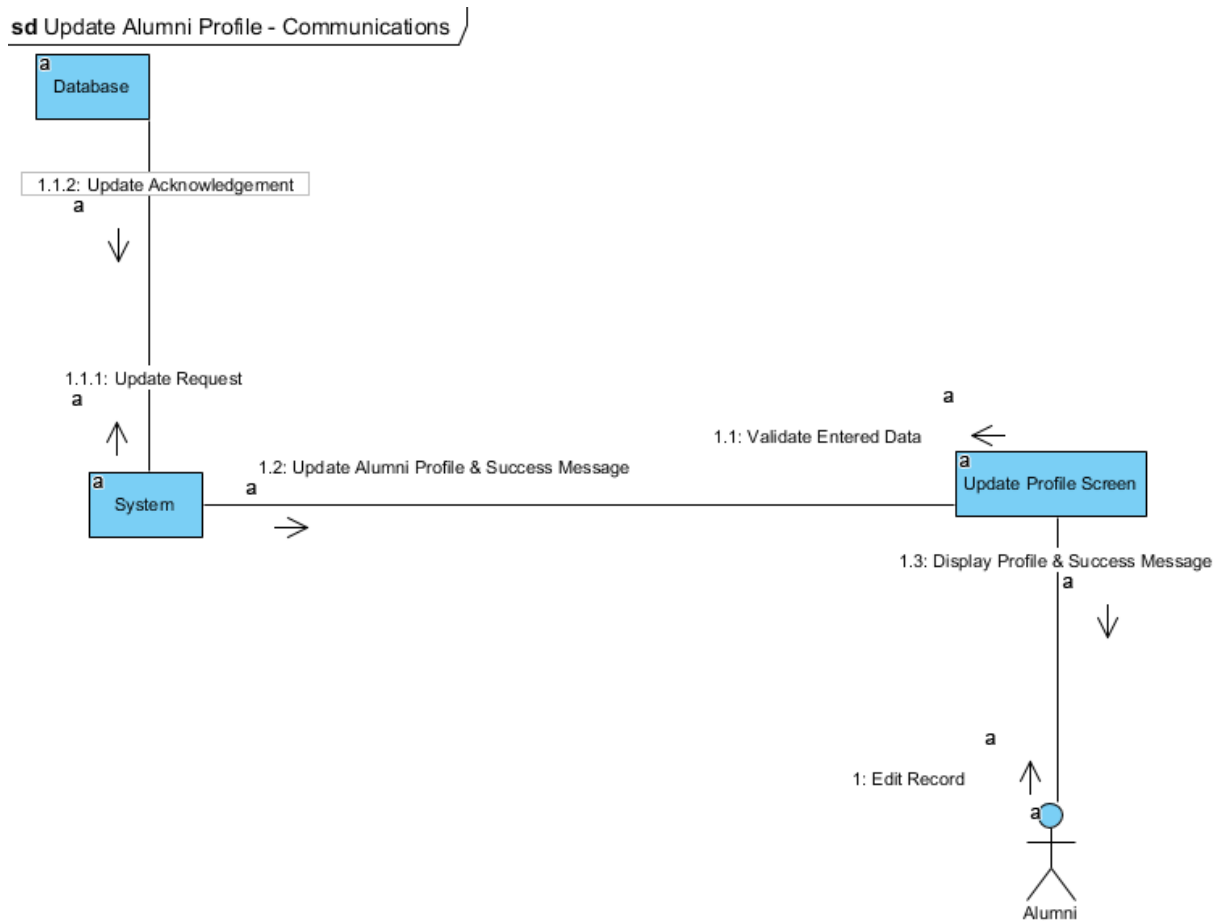 sd Update Alumni Profile - Communications
a
Database
1.1.2: Update Acknowledgement
a
1.1.1: Update Request
a
a
1.1: Validate Entered Data
1.2: Update Alumni Profile & Success Message
a
a
System
a
Update Profile Screen
1.3: Display Profile & Success Message
a
a
1: Edit Record
a
Alumni